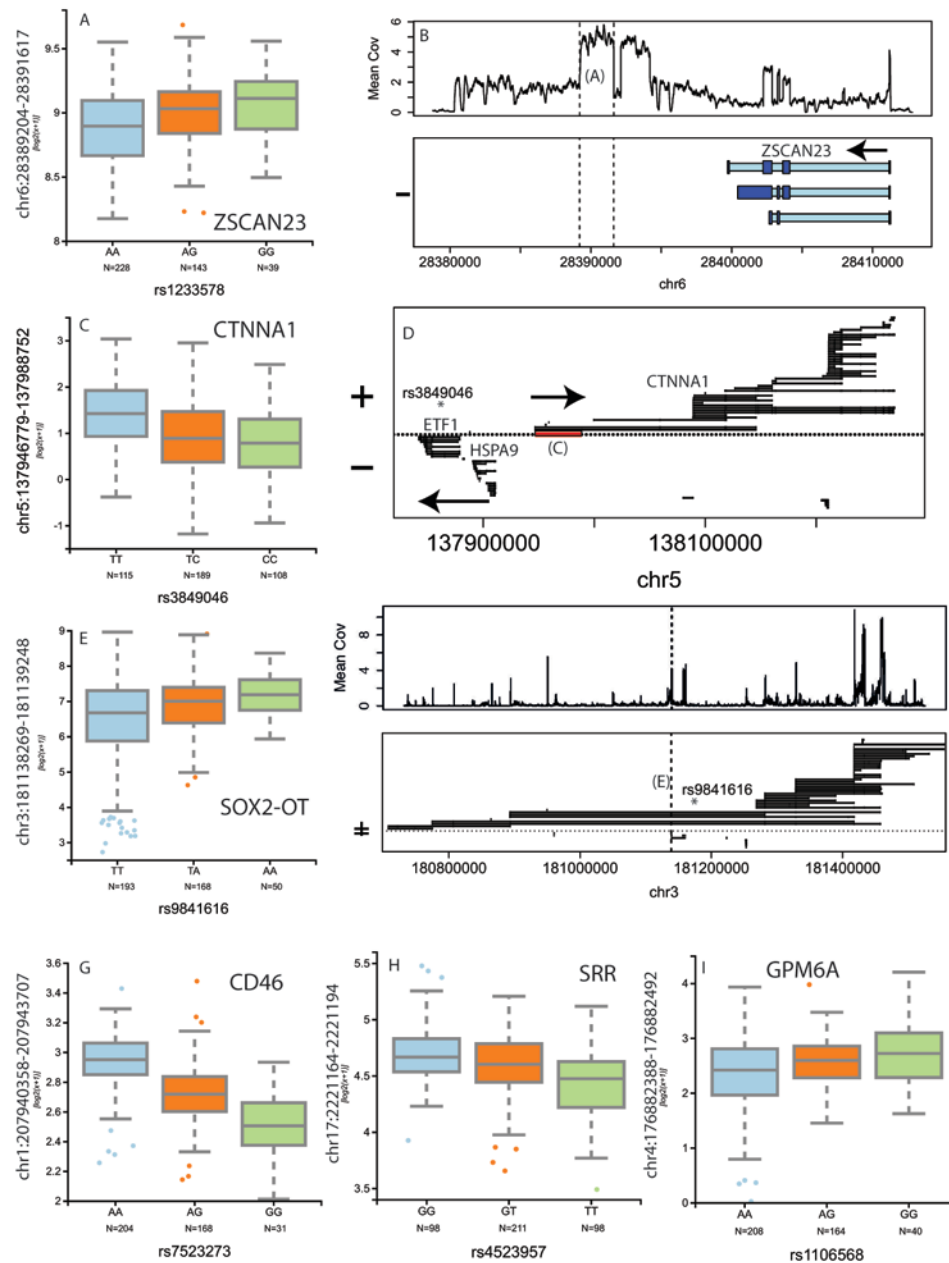 A
chr6:28389204-28391617
[log2(x+1)]
9.5
9
8.5
8
ZSCAN23
AA
AG
GG
N=228
N=143
N=39
rs1233578
B
Mean Cov
6
4
2
0
(A)
ZSCAN23
−
28380000
28390000
28400000
28410000
chr6
C
chr5:137946779-137988752
[log2(x+1)]
CTNNA1
3
2
1
0
-1
TT
TC
CC
N=115
N=189
N=108
rs3849046
D
CTNNA1
rs3849046
*
ETF1
HSPA9
(C)
+
−
137900000
138100000
chr5
E
chr3:181138269-181139248
[log2(x+1)]
9
8
7
6
5
4
3
SOX2-OT
TT
TA
AA
N=193
N=168
N=50
rs9841616
Mean Cov
8
4
0
(E)
rs9841616
*
+
−
180800000
181000000
181200000
181400000
chr3
G
chr1:207940358-207943707
[log2(x+1)]
CD46
3.6
3.4
3.2
3
2.8
2.6
2.4
2.2
2
AA
AG
GG
N=204
N=168
N=31
rs7523273
H
chr17:2221164-2221194
[log2(x+1)]
SRR
5.5
5.0
4.5
4.0
3.5
GG
GT
TT
N=98
N=211
N=98
rs4523957
I
chr4:176882388-176882492
[log2(x+1)]
GPM6A
4
3
2
1
0
AA
AG
GG
N=208
N=164
N=40
rs1106568